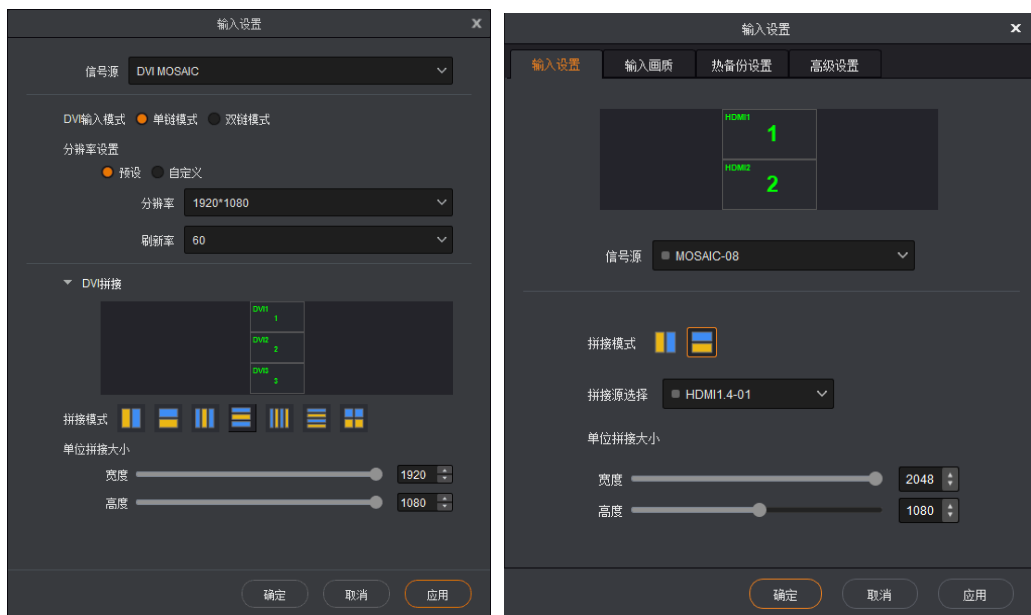 输入设置 x
信号源 DVI MOSAIC
DVI输入模式 单链模式 双链模式
分辨率设置
预设 自定义
分辨率 1920*1080
刷新率 60
DVI拼接
DVI1
1
DVI2
2
DVI3
3
拼接模式
单位拼接大小
宽度 1920
高度 1080
确定 取消 应用
输入设置 x
输入设置 输入画质 热备份设置 高级设置
HDMI1
1
HDMI2
2
信号源 MOSAIC-08
拼接模式
拼接源选择 HDMI1.4-01
单位拼接大小
宽度 2048
高度 1080
确定 取消 应用